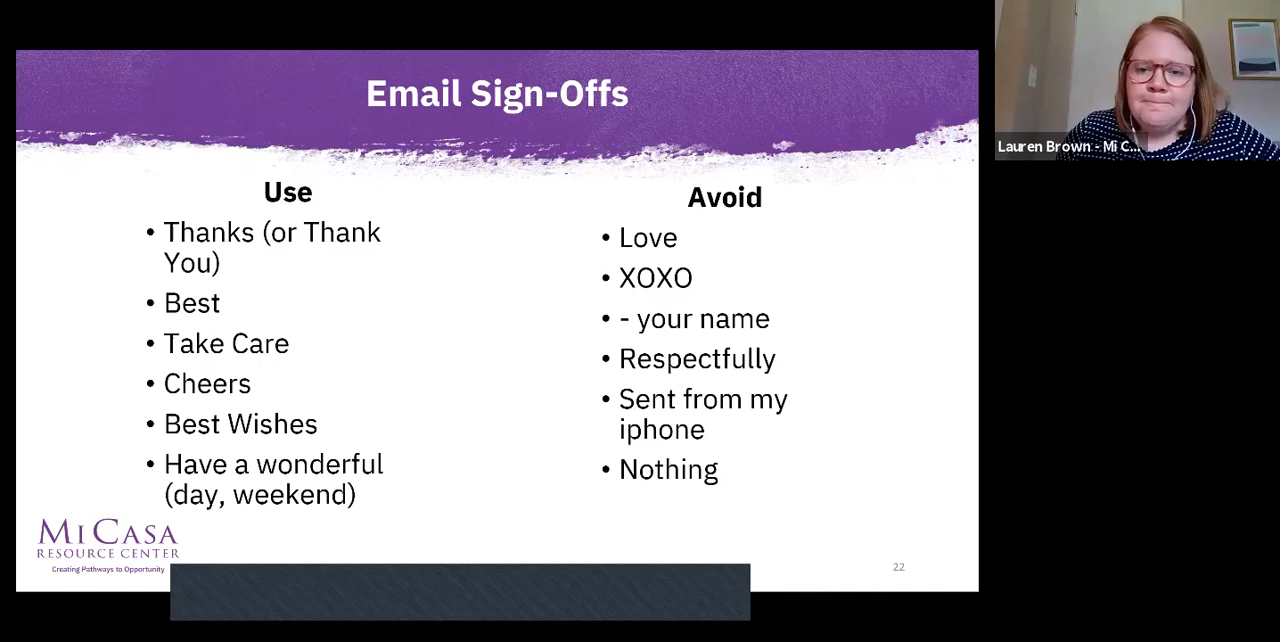 Email Sign-Offs
Use
• Thanks (or Thank
You)
• Best
• Take Care
• Cheers
• Best Wishes
• Have a wonderful
(day, weekend)
Avoid
• Love
• XOXO
• - your name
• Respectfully
• Sent from my
iphone
• Nothing
MI CASA
RESOURCE CENTER
Creating Pathways to Opportunity
22
Lauren Brown - Mi C...